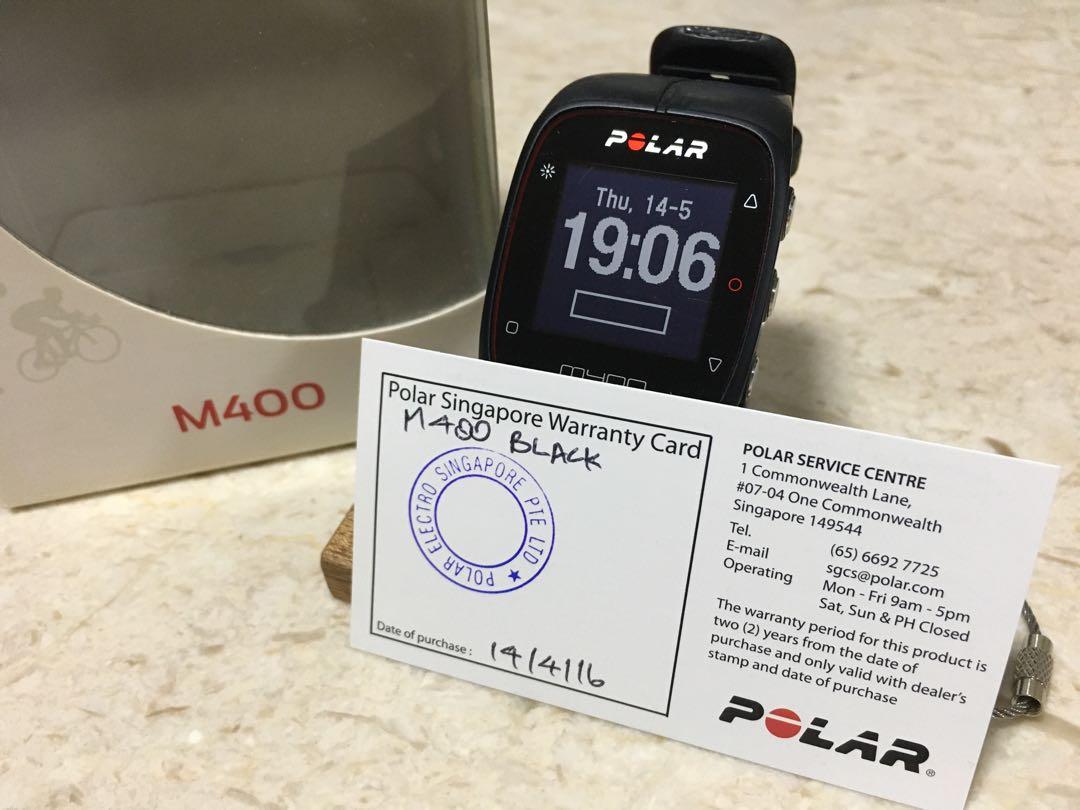 POLAR
Thu, 14-5
19:06
M400
M400
Polar Singapore Warranty Card
M400 BLACK
POLAR ELECTRO SINGAPORE PTE LTD ★
Date of purchase : 14/4/16
POLAR SERVICE CENTRE
1 Commonwealth Lane,
#07-04 One Commonwealth
Singapore 149544
Tel. (65) 6692 7725
E-mail sgcs@polar.com
Operating Mon - Fri 9am - 5pm
Sat, Sun & PH Closed
The warranty period for this product is
two (2) years from the date of
purchase and only valid with dealer's
stamp and date of purchase
POLAR®